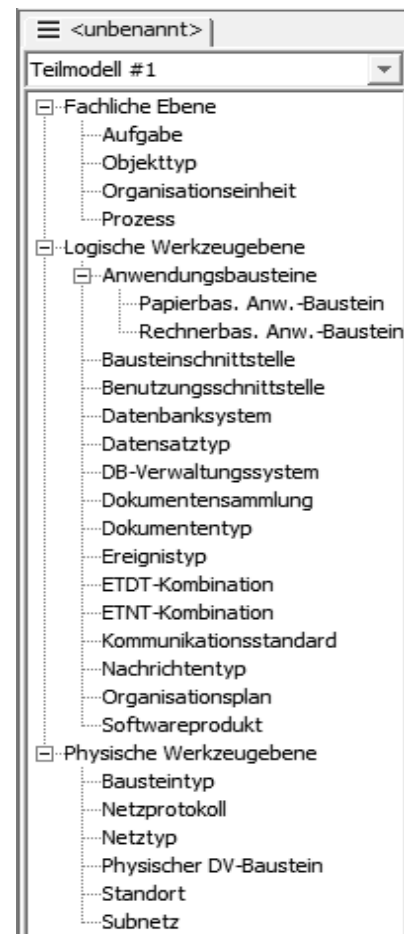 <unbenannt>
Teilmodell #1
Fachliche Ebene
Aufgabe
Objekttyp
Organisationseinheit
Prozess
Logische Werkzeugebene
Anwendungsbausteine
Papierbas. Anw.-Baustein
Rechnerbas. Anw.-Baustein
Bausteinschnittstelle
Benutzungsschnittstelle
Datenbanksystem
Datensatztyp
DB-Verwaltungssystem
Dokumentensammlung
Dokumententyp
Ereignistyp
ETDT-Kombination
ETNT-Kombination
Kommunikationsstandard
Nachrichtentyp
Organisationsplan
Softwareprodukt
Physische Werkzeugebene
Bausteintyp
Netzprotokoll
Netztyp
Physischer DV-Baustein
Standort
Subnetz